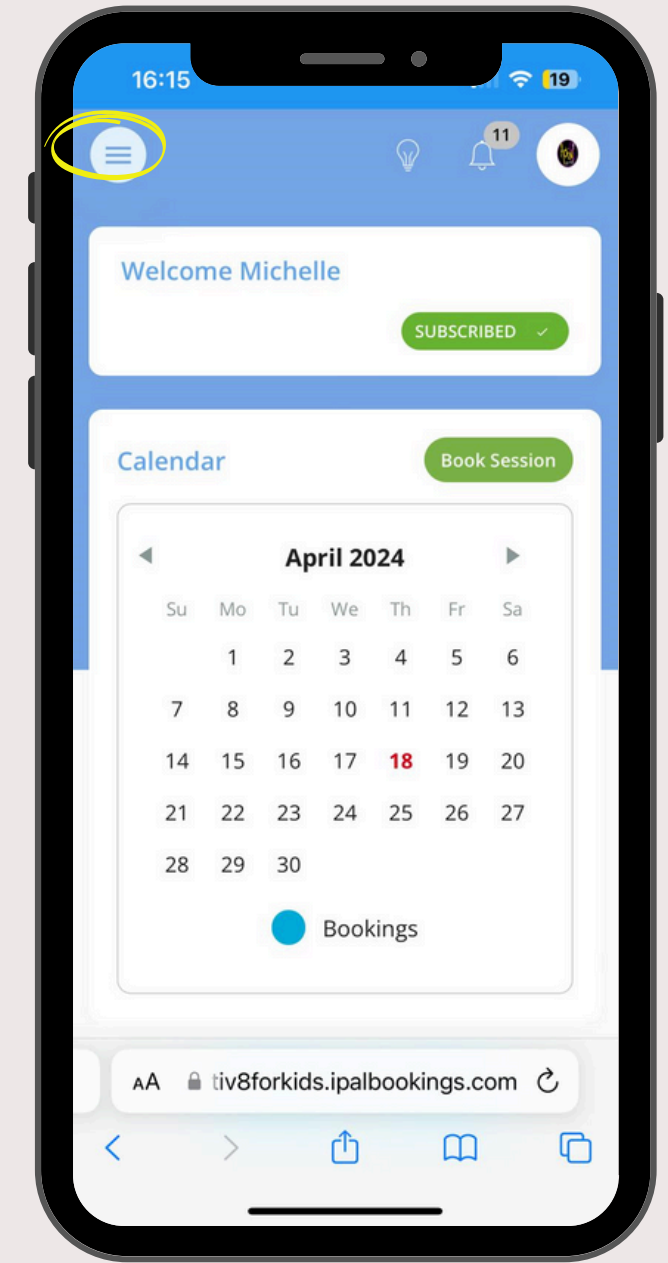 16:15 19
11
Welcome Michelle
SUBSCRIBED
Calendar Book Session
April 2024
Su Mo Tu We Th Fr Sa
1 2 3 4 5 6
7 8 9 10 11 12 13
14 15 16 17 18 19 20
21 22 23 24 25 26 27
28 29 30
Bookings
AA tiv8forkids.ipalbookings.com